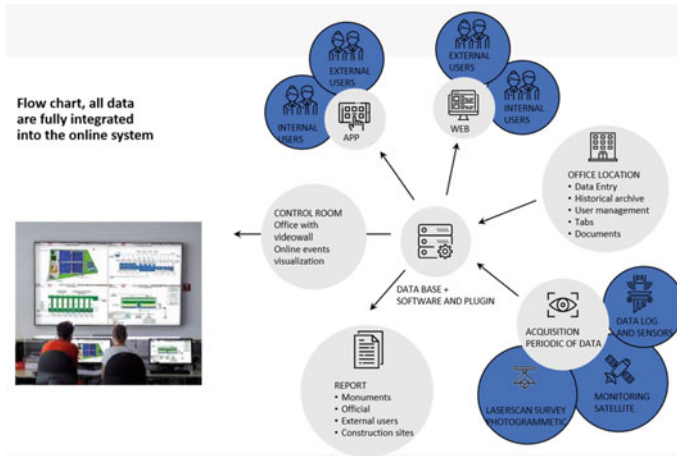 Flow chart, all data
are fully integrated
into the online system
EXTERNAL
USERS
INTERNAL
USERS
APP
EXTERNAL
USERS
INTERNAL
USERS
WEB
OFFICE LOCATION
• Data Entry
• Historical archive
• User management
• Tabs
• Documents
CONTROL ROOM
Office with
videowall
Online events
visualization
DATA BASE +
SOFTWARE AND PLUGIN
ACQUISITION
PERIODIC OF DATA
DATA LOG
AND SENSORS
MONITORING
SATELLITE
LASERSCAN SURVEY
PHOTOGRAMMETIC
REPORT
• Monuments
• Official
• External users
• Construction sites